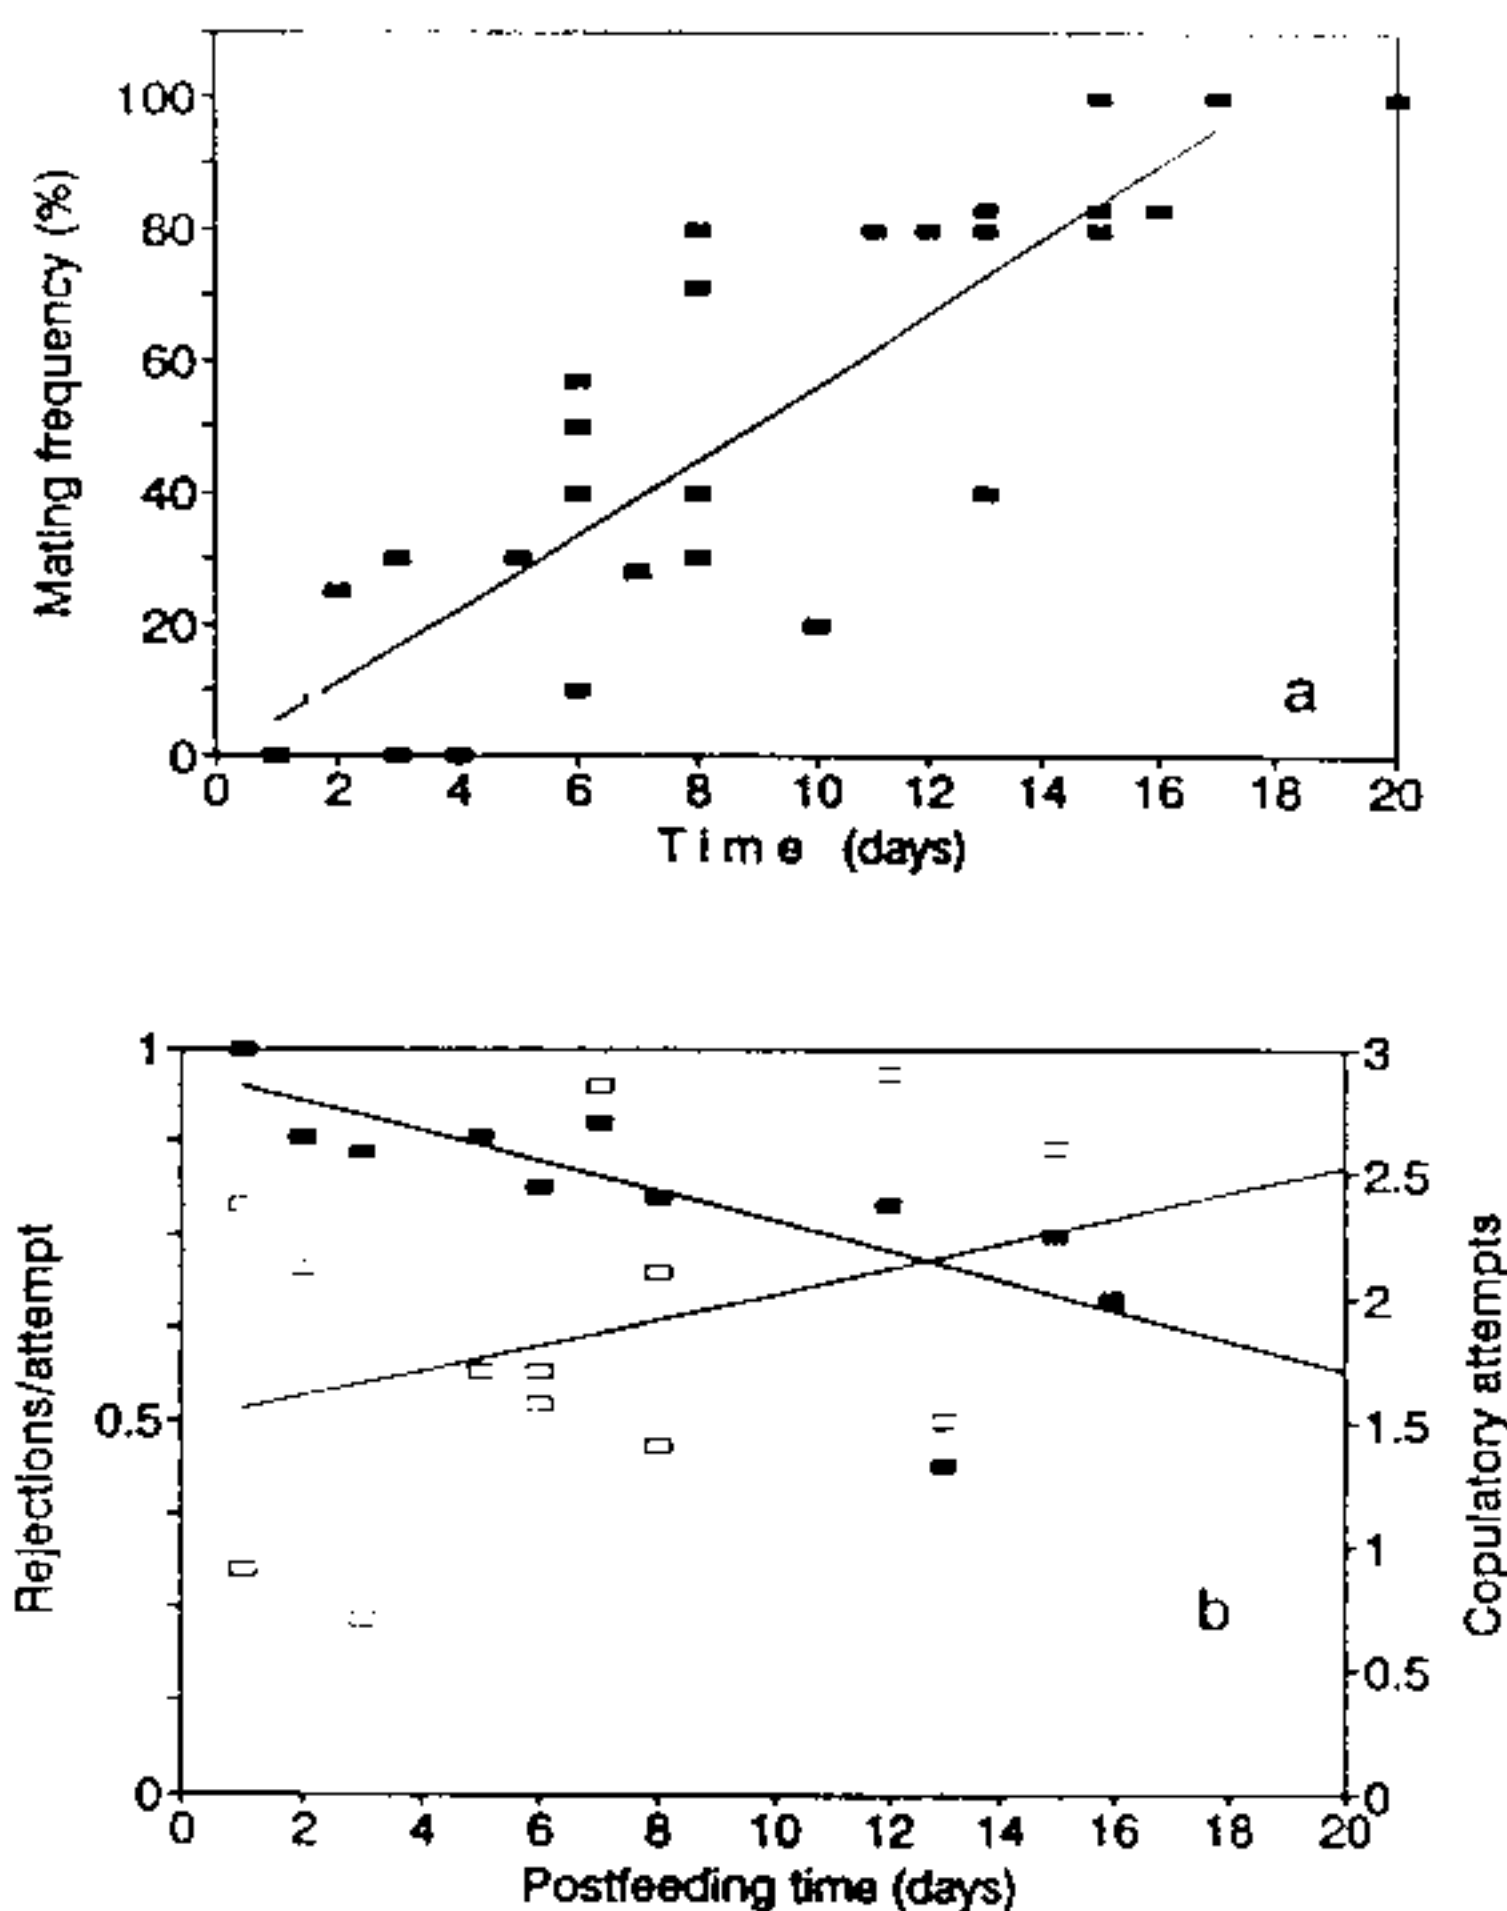 100
80
60
40
20
0
Mating frequency (%)
0 2 4 6 8 10 12 14 16 18 20
Time (days)
a
1
0.5
0
Rejections/attempt
3
2.5
2
1.5
1
0.5
0
Copulatory attempts
b
0 2 4 6 8 10 12 14 16 18 20
Postfeeding time (days)